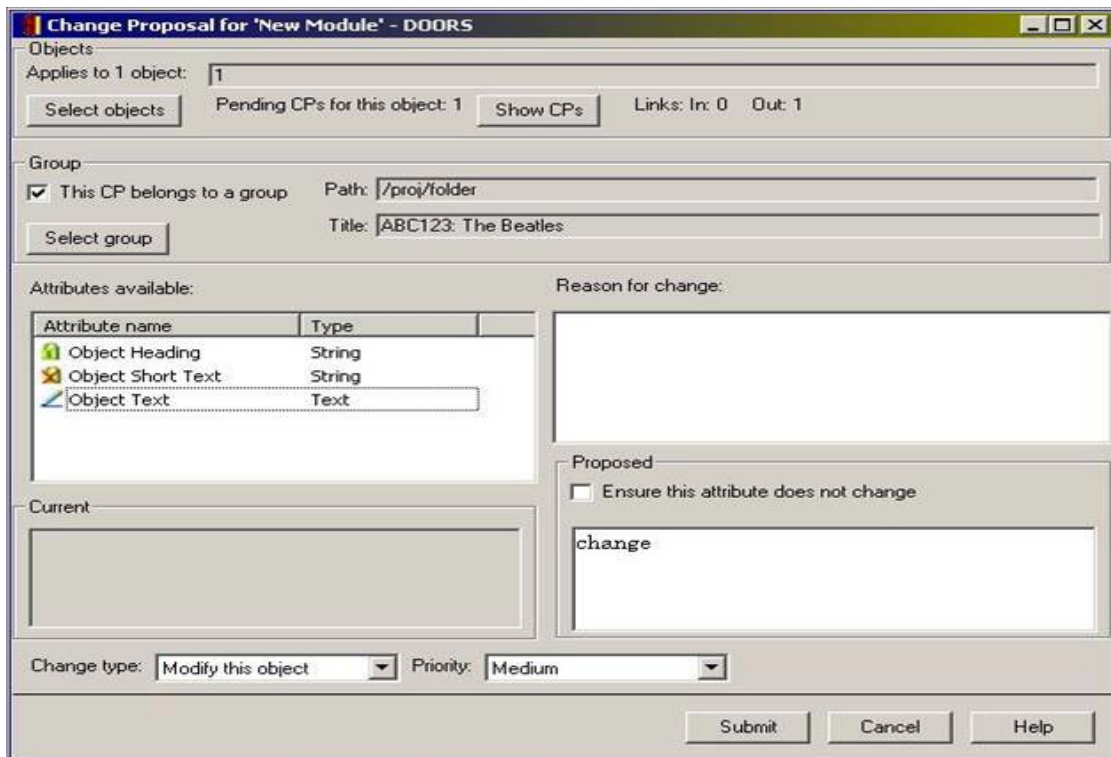 Change Proposal for 'New Module' - DOORS
Objects
Applies to 1 object: 1
Select objects Pending CPs for this object: 1 Show CPs Links: In: 0 Out: 1
Group
This CP belongs to a group Path: /proj/folder
Select group Title: ABC123: The Beatles
Attributes available:
Attribute name Type
Object Heading String
Object Short Text String
Object Text Text
Reason for change:
Current
Proposed
Ensure this attribute does not change
change
Change type: Modify this object Priority: Medium
Submit Cancel Help